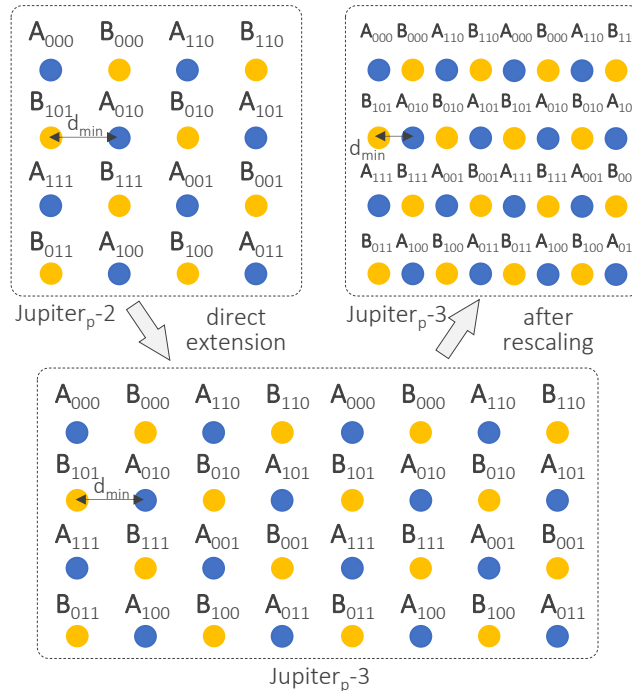 A000 B000 A110 B110
B101 A010 B010 A101
dmin
A111 B111 A001 B001
B011 A100 B100 A011
Jupiterp-2
direct
extension
A000 B000 A110 B110 A000 B000 A110 B11
B101 A010 B010 A101 B101 A010 B010 A10
dmin
A111 B111 A001 B001 A111 B111 A001 B00
B011 A100 B100 A011 B011 A100 B100 A01
Jupiterp-3
after
rescaling
A000 B000 A110 B110 A000 B000 A110 B110
B101 A010 B010 A101 B101 A010 B010 A101
dmin
A111 B111 A001 B001 A111 B111 A001 B001
B011 A100 B100 A011 B011 A100 B100 A011
Jupiterp-3